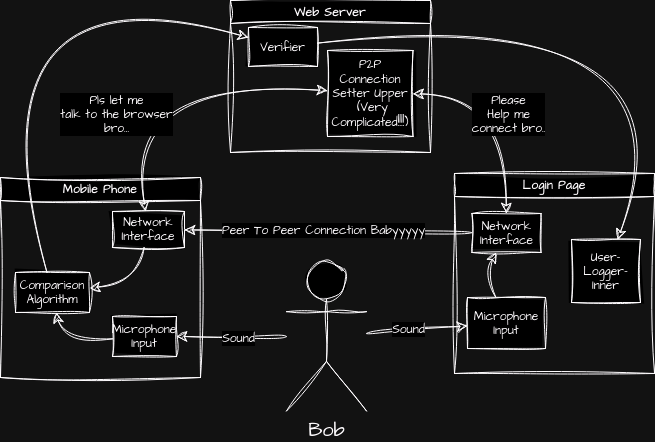 Web Server
Verifier
P2P
Connection
Setter Upper
(Very
Complicated!!!)
Pls let me
talk to the browser
bro...
Please
Help me
connect bro..
Mobile Phone
Login Page
Network
Interface
Peer To Peer Connection Babyyyyy
Network
Interface
User-
Logger-
Inner
Comparison
Algorithm
Microphone
Input
Sound
Sound
Microphone
Input
Bob